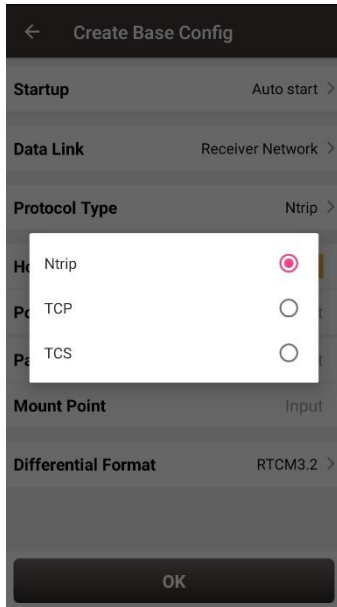 Create Base Config
Startup Auto start
Data Link Receiver Network
Protocol Type Ntrip
Ntrip
TCP
TCS
Mount Point Input
Differential Format RTCM3.2
OK